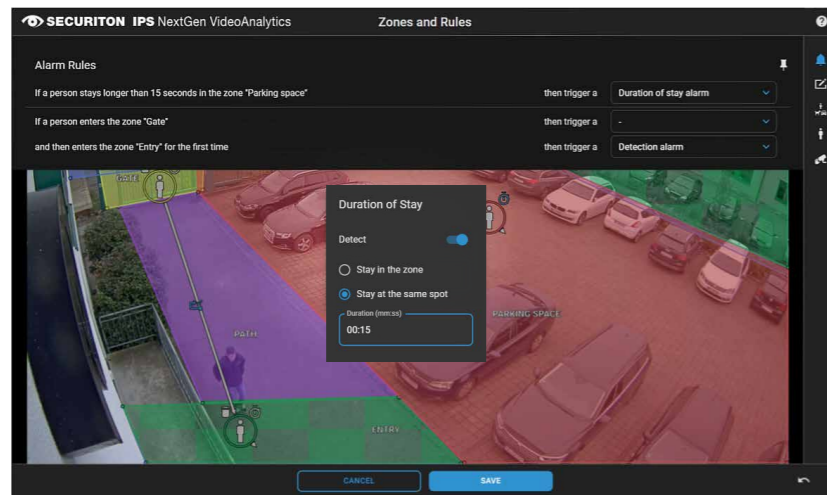 SECURITON IPS NextGen VideoAnalytics
Zones and Rules
Alarm Rules
If a person stays longer than 15 seconds in the zone "Parking space" then trigger a Duration of stay alarm
If a person enters the zone "Gate" then trigger a -
and then enters the zone "Entry" for the first time then trigger a Detection alarm
GATE
Duration of Stay
Detect
Stay in the zone
Stay at the same spot
Duration (mm:ss)
00:15
PARKING SPACE
PATH
ENTRY
CANCEL SAVE